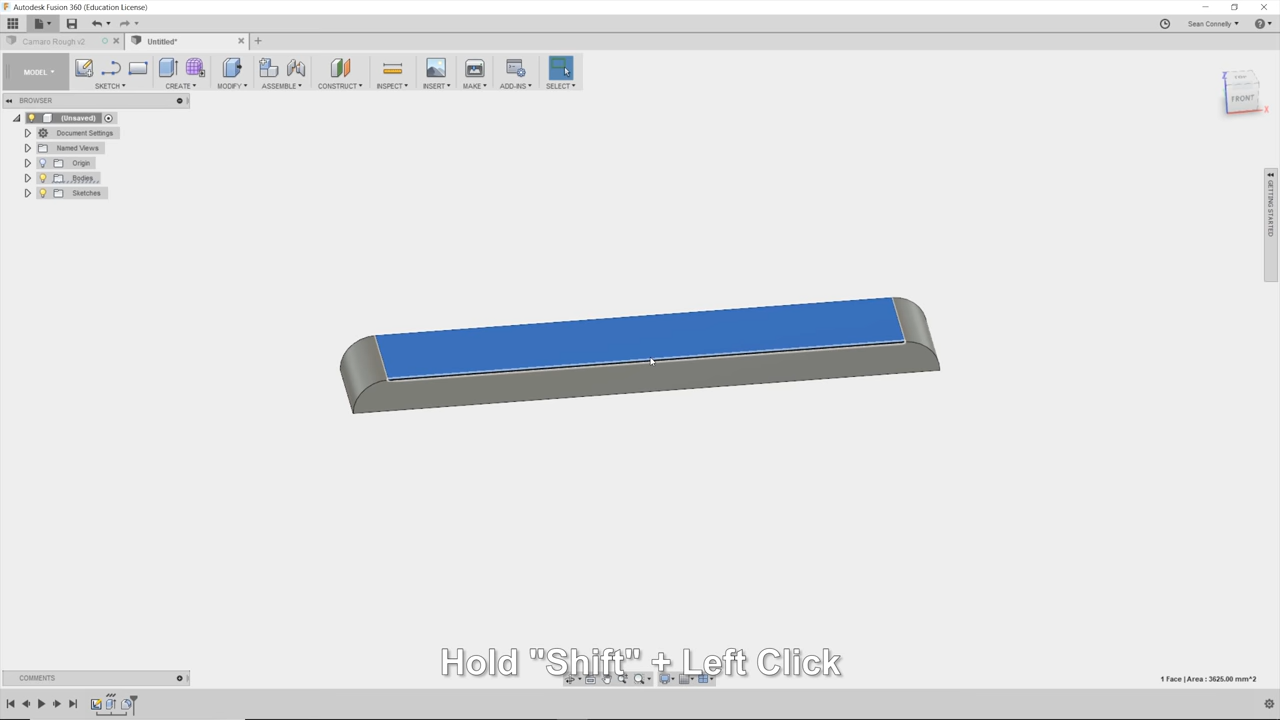 Autodesk Fusion 360 (Education License)
Sean Connelly
Camaro Rough v2
Untitled*
MODEL
SKETCH
CREATE
MODIFY
ASSEMBLE
CONSTRUCT
INSPECT
INSERT
MAKE
ADD-INS
SELECT
BROWSER
(Unsaved)
Document Settings
Named Views
Origin
Bodies
Sketches
Z
FRONT
X
GETTING STARTED
Hold "Shift" + Left Click
COMMENTS
1 Face | Area : 3625.00 mm^2